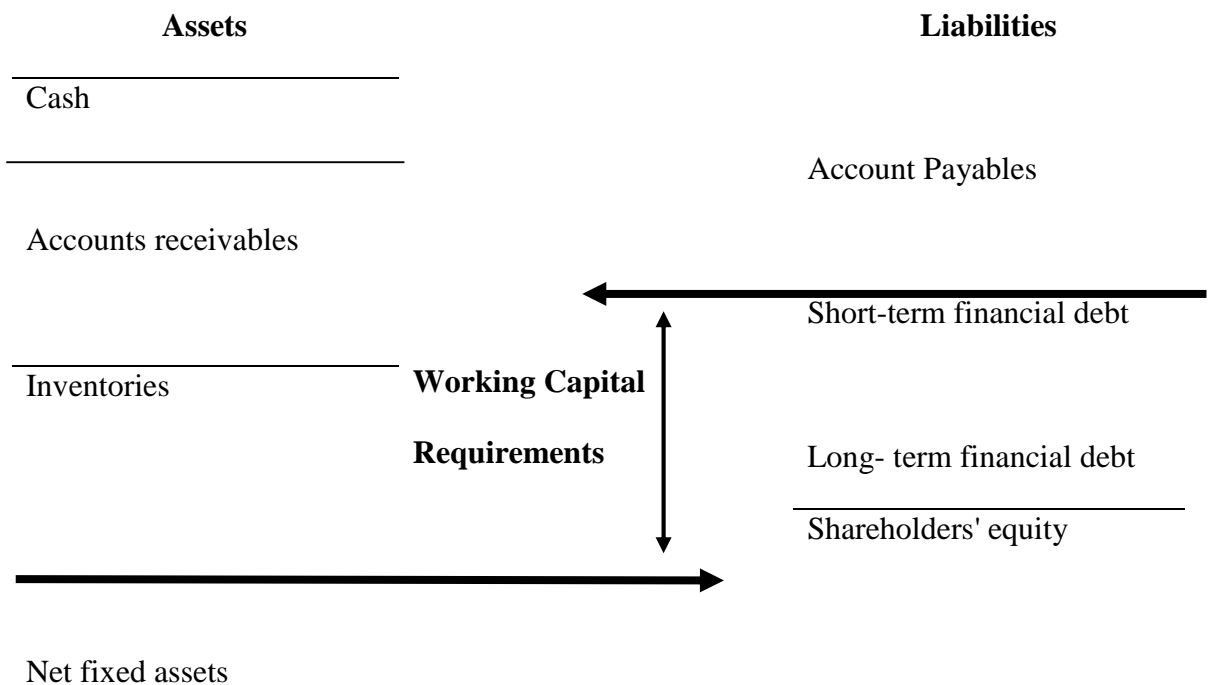 Assets
Liabilities
Cash
Account Payables
Accounts receivables
Short-term financial debt
Inventories
Working Capital
Requirements
Long- term financial debt
Shareholders' equity
Net fixed assets